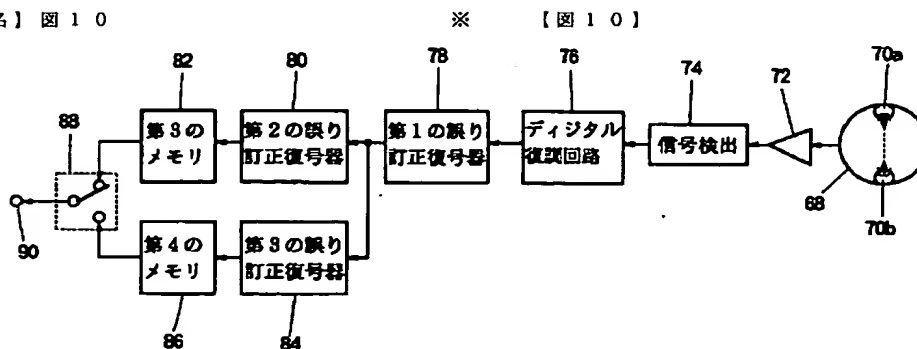 名】図１０
※
【図１０】
82
80
78
76
74
72
70a
88
第３の
メモリ
第２の誤り
訂正復号器
第１の誤り
訂正復号器
ディジタル
復調回路
信号検出
90
68
70b
第４の
メモリ
第３の誤り
訂正復号器
86
84